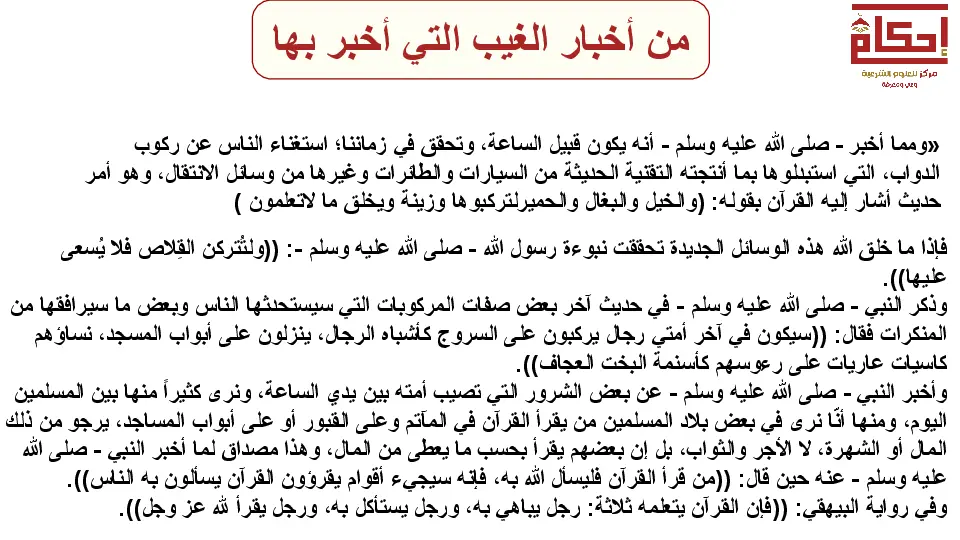 من أخبار الغيب التي أخبر بها
إحكام
مركز للعلوم الشرعية
وعي ومعرفة
«ومما أخبر - صلى الله عليه وسلم - أنه يكون قبيل الساعة، وتحقق في زماننا؛ استغناء الناس عن ركوب
الدواب، التي استبدلوها بما أنتجته التقنية الحديثة من السيارات والطائرات وغيرها من وسائل الانتقال، وهو أمر
حديث أشار إليه القرآن بقوله: (والخيل والبغال والحميرلتركبوها وزينة ويخلق ما لاتعلمون )
فإذا ما خلق الله هذه الوسائل الجديدة تحققت نبوءة رسول الله - صلى الله عليه وسلم -: ((ولتُتركن القِلاص فلا يُسعى
عليها)).
وذكر النبي - صلى الله عليه وسلم - في حديث آخر بعض صفات المركوبات التي سيستحدثها الناس وبعض ما سيرافقها من
المنكرات فقال: ((سيكون في آخر أمتي رجال يركبون على السروج كأشباه الرجال، ينزلون على أبواب المسجد، نساؤهم
كاسيات عاريات على رءوسهم كأسنمة البخت العجاف)).
وأخبر النبي - صلى الله عليه وسلم - عن بعض الشرور التي تصيب أمته بين يدي الساعة، ونرى كثيراً منها بين المسلمين
اليوم، ومنها أنّا نرى في بعض بلاد المسلمين من يقرأ القرآن في المآتم وعلى القبور أو على أبواب المساجد، يرجو من ذلك
المال أو الشهرة، لا الأجر والثواب، بل إن بعضهم يقرأ بحسب ما يعطى من المال، وهذا مصداق لما أخبر النبي - صلى الله
عليه وسلم - عنه حين قال: ((من قرأ القرآن فليسأل الله به، فإنه سيجيء أقوام يقرؤون القرآن يسألون به الناس)).
وفي رواية البيهقي: ((فإن القرآن يتعلمه ثلاثة: رجل يباهي به، ورجل يستأكل به، ورجل يقرأ لله عز وجل)).